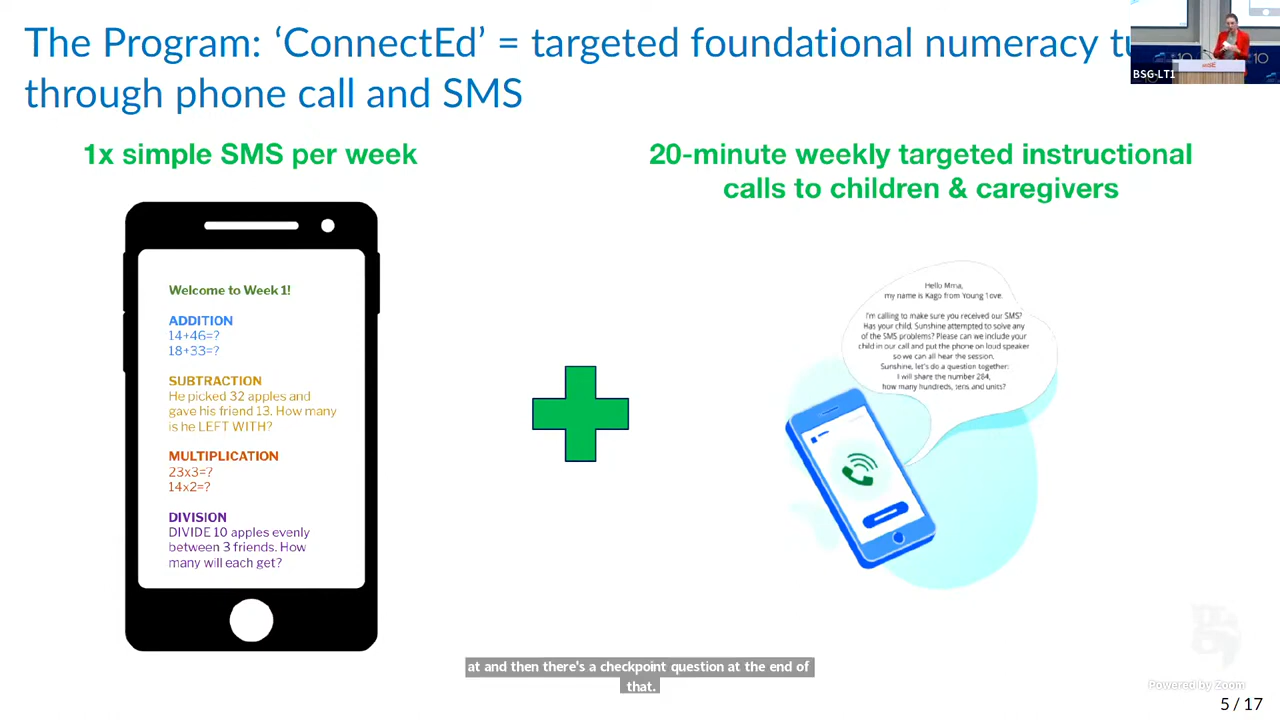 The Program: ‘ConnectEd’ = targeted foundational numeracy
through phone call and SMS
BSG-LT1
1x simple SMS per week
20-minute weekly targeted instructional
calls to children & caregivers
Welcome to Week 1!
ADDITION
14+46=?
18+33=?
SUBTRACTION
He picked 32 apples and
gave his friend 13. How many
is he LEFT WITH?
MULTIPLICATION
23x3=?
14x2=?
DIVISION
DIVIDE 10 apples evenly
between 3 friends. How
many will each get?
Hello Mma,
my name is Kago from Young 1ove.
I'm calling to make sure you received our SMS?
Has your child, Sunshine attempted to solve any
of the SMS problems? Please can we include your
child in our call and put the phone on loud speaker
so we can all hear the session.
Sunshine, let's do a question together:
I will share the number 284,
how many hundreds, tens and units?
at and then there's a checkpoint question at the end of
that.
Powered by Zoom
5 / 17